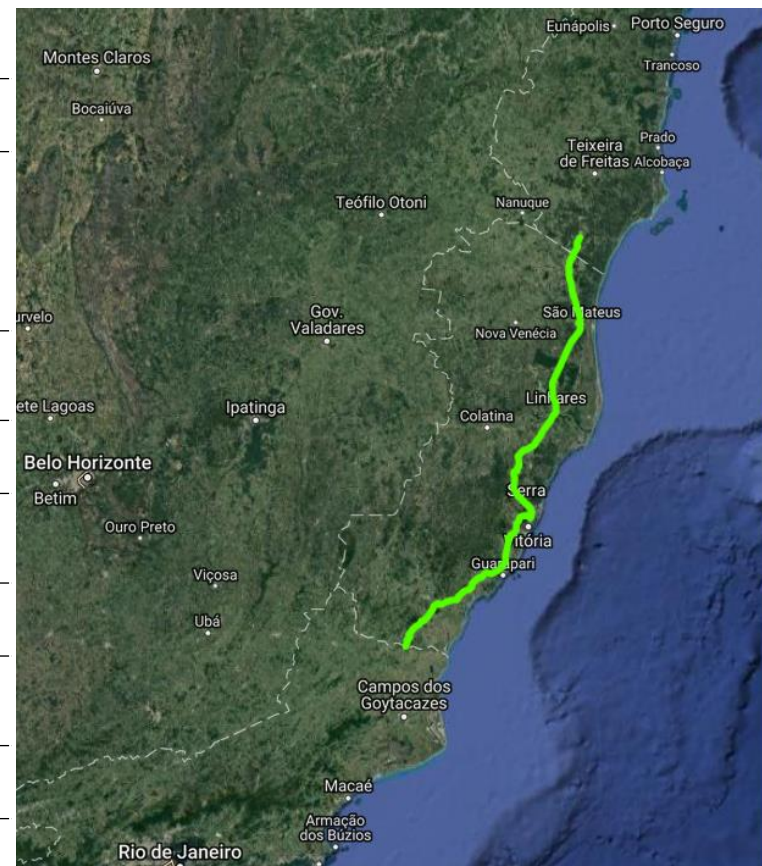 Eunápolis
Porto Seguro
Montes Claros
Trancoso
Bocaiúva
Prado
Teixeira
de Freitas
Alcobaça
Teófilo Otoni
Nanuque
urvelo
Gov.
Valadares
São Mateus
Nova Venécia
ete Lagoas
Ipatinga
Linhares
Colatina
Belo Horizonte
Betim
Serra
Ouro Preto
Vitória
Guarapari
Viçosa
Ubá
Campos dos
Goytacazes
Macaé
Armação
dos Búzios
Rio de Janeiro